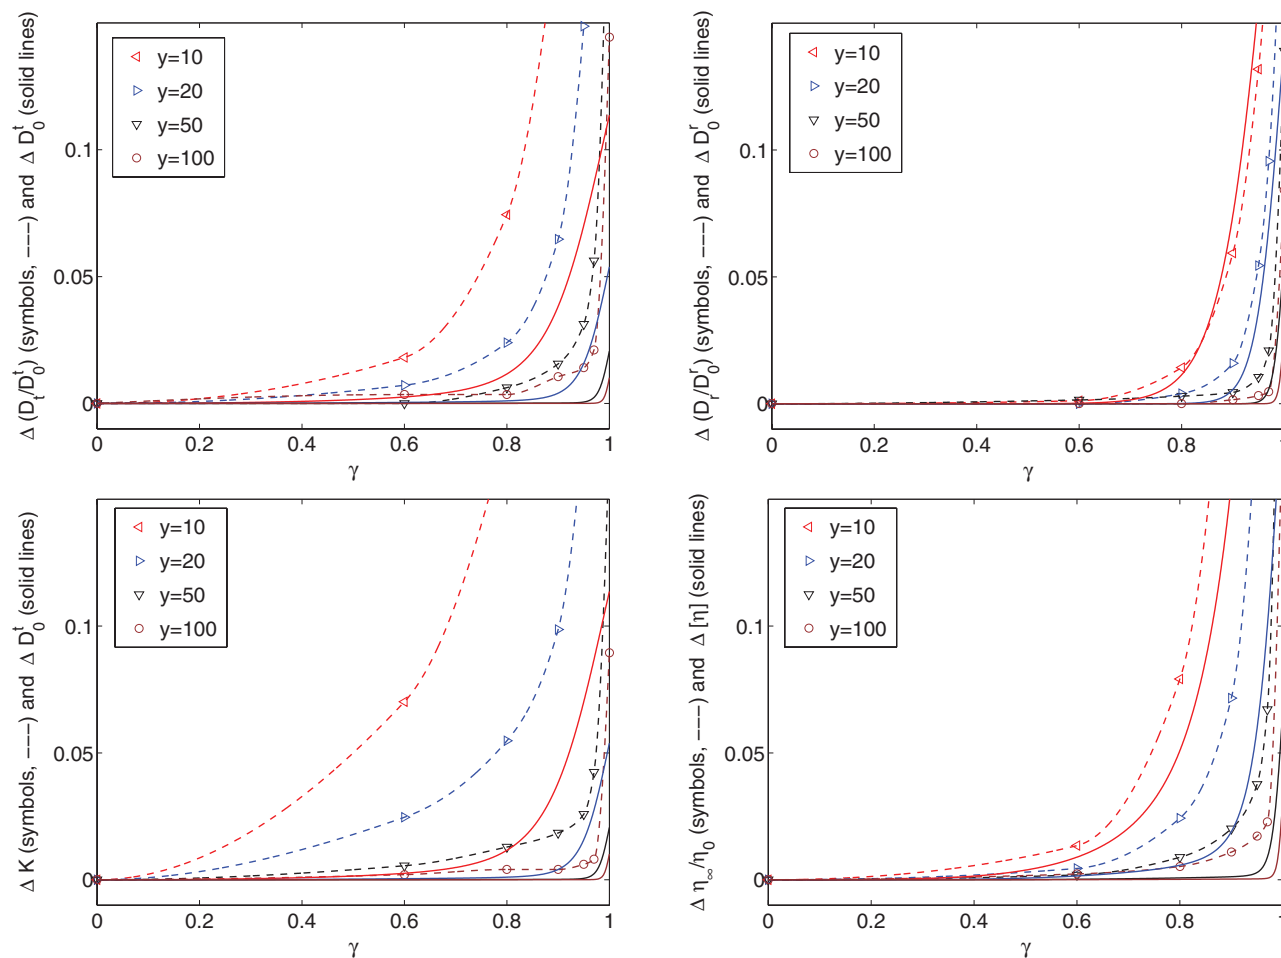 Δ (D_t/D_0^t) (symbols, −−−) and Δ D_0^t (solid lines)
0.1
0.05
0
y=10
y=20
y=50
y=100
0 0.2 0.4 0.6 0.8 1
γ
Δ (D_r/D_0^r) (symbols, −−−) and Δ D_0^r (solid lines)
0.1
0.05
0
y=10
y=20
y=50
y=100
0 0.2 0.4 0.6 0.8 1
γ
Δ K (symbols, −−−) and Δ D_0^t (solid lines)
0.1
0.05
0
y=10
y=20
y=50
y=100
0 0.2 0.4 0.6 0.8 1
γ
Δ η_∞/η_0 (symbols, −−−) and Δ [η] (solid lines)
0.1
0.05
0
y=10
y=20
y=50
y=100
0 0.2 0.4 0.6 0.8 1
γ